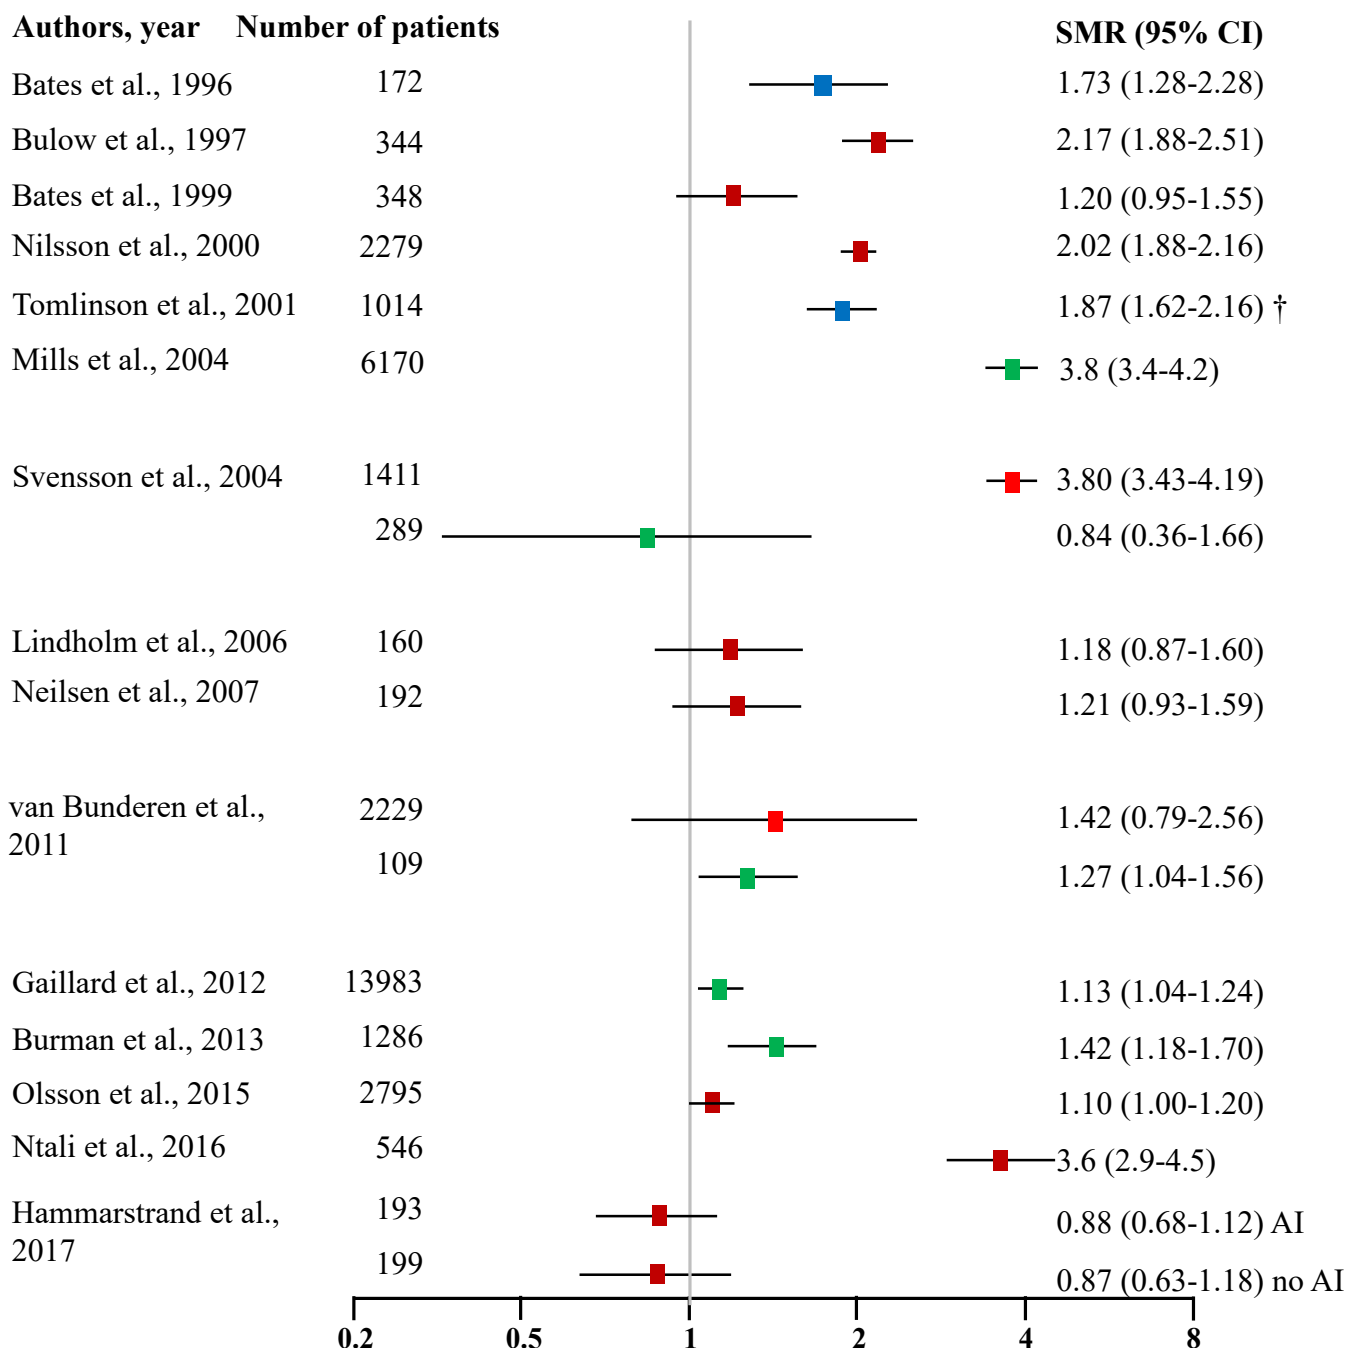 Authors, year Number of patients SMR (95% CI)
Bates et al., 1996 172 1.73 (1.28-2.28)
Bulow et al., 1997 344 2.17 (1.88-2.51)
Bates et al., 1999 348 1.20 (0.95-1.55)
Nilsson et al., 2000 2279 2.02 (1.88-2.16)
Tomlinson et al., 2001 1014 1.87 (1.62-2.16) †
Mills et al., 2004 6170 3.8 (3.4-4.2)
Svensson et al., 2004 1411 3.80 (3.43-4.19)
289 0.84 (0.36-1.66)
Lindholm et al., 2006 160 1.18 (0.87-1.60)
Neilsen et al., 2007 192 1.21 (0.93-1.59)
van Bunderen et al., 2229 1.42 (0.79-2.56)
2011
109 1.27 (1.04-1.56)
Gaillard et al., 2012 13983 1.13 (1.04-1.24)
Burman et al., 2013 1286 1.42 (1.18-1.70)
Olsson et al., 2015 2795 1.10 (1.00-1.20)
Ntali et al., 2016 546 3.6 (2.9-4.5)
Hammarstrand et al., 193 0.88 (0.68-1.12) AI
2017
199 0.87 (0.63-1.18) no AI
0.2 0.5 1 2 4 8